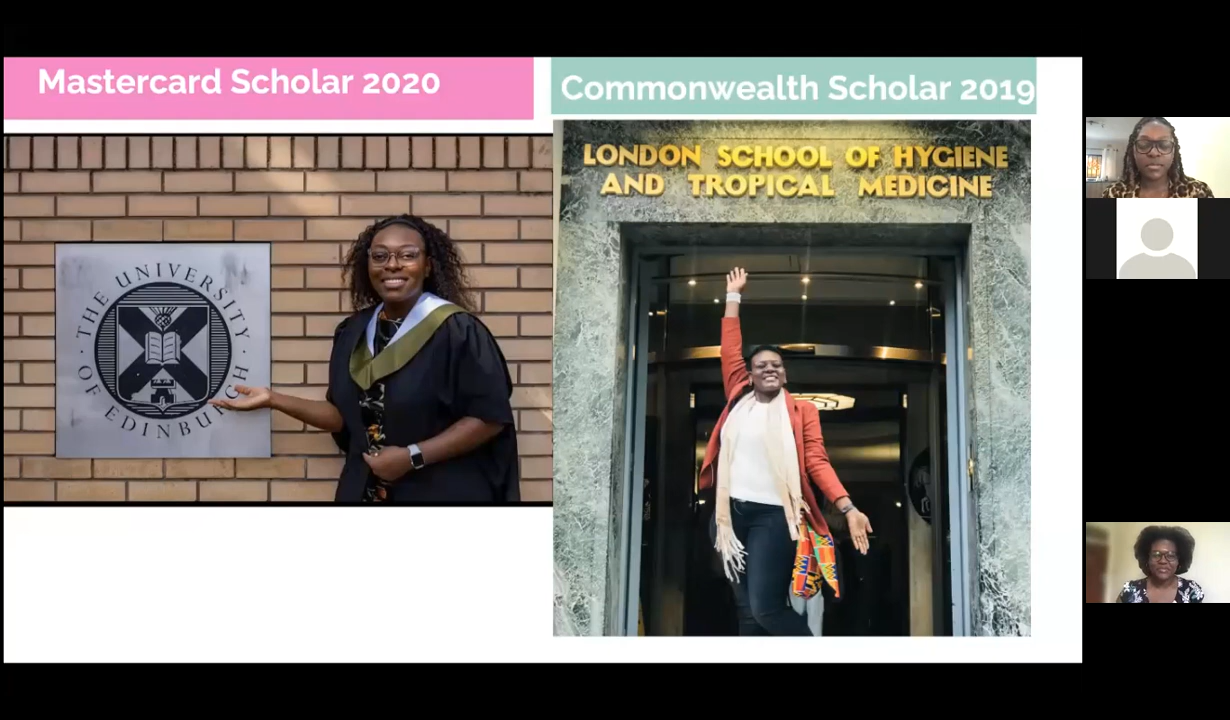 Mastercard Scholar 2020
Commonwealth Scholar 2019
THE UNIVERSITY
OF EDINBURGH
LONDON SCHOOL OF HYGIENE
AND TROPICAL MEDICINE